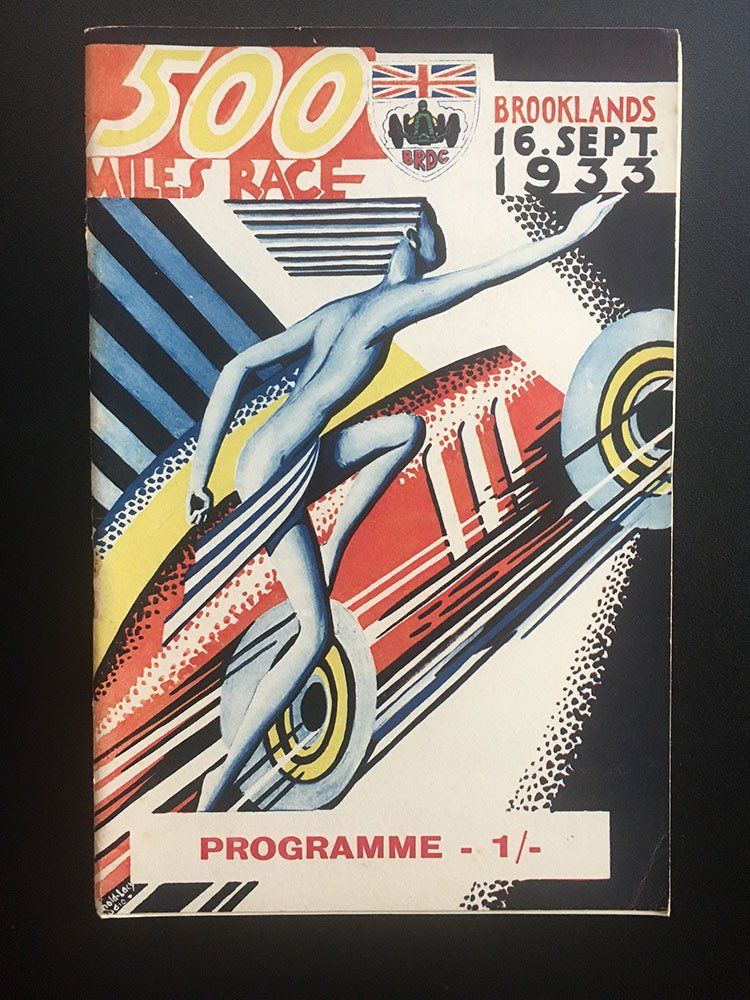 500
MILES RACE
BRDC
BROOKLANDS
16. SEPT.
1933
PROGRAMME - 1/-